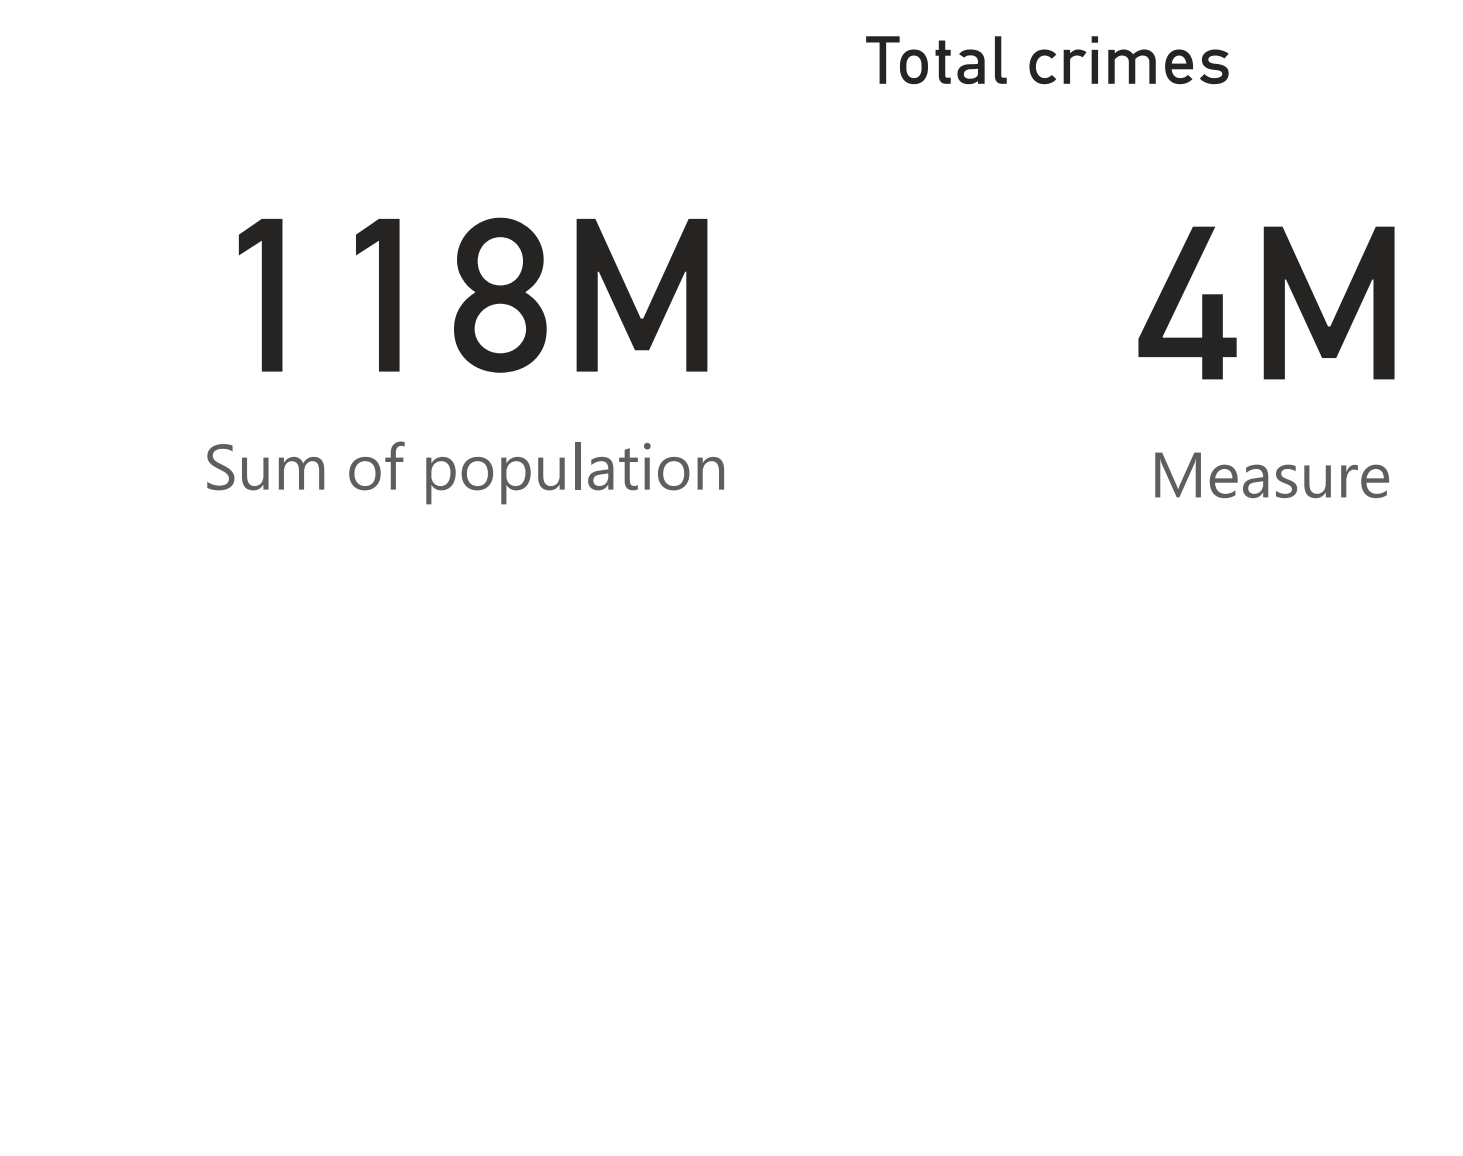 Total crimes
118M
4M
Sum of population
Measure